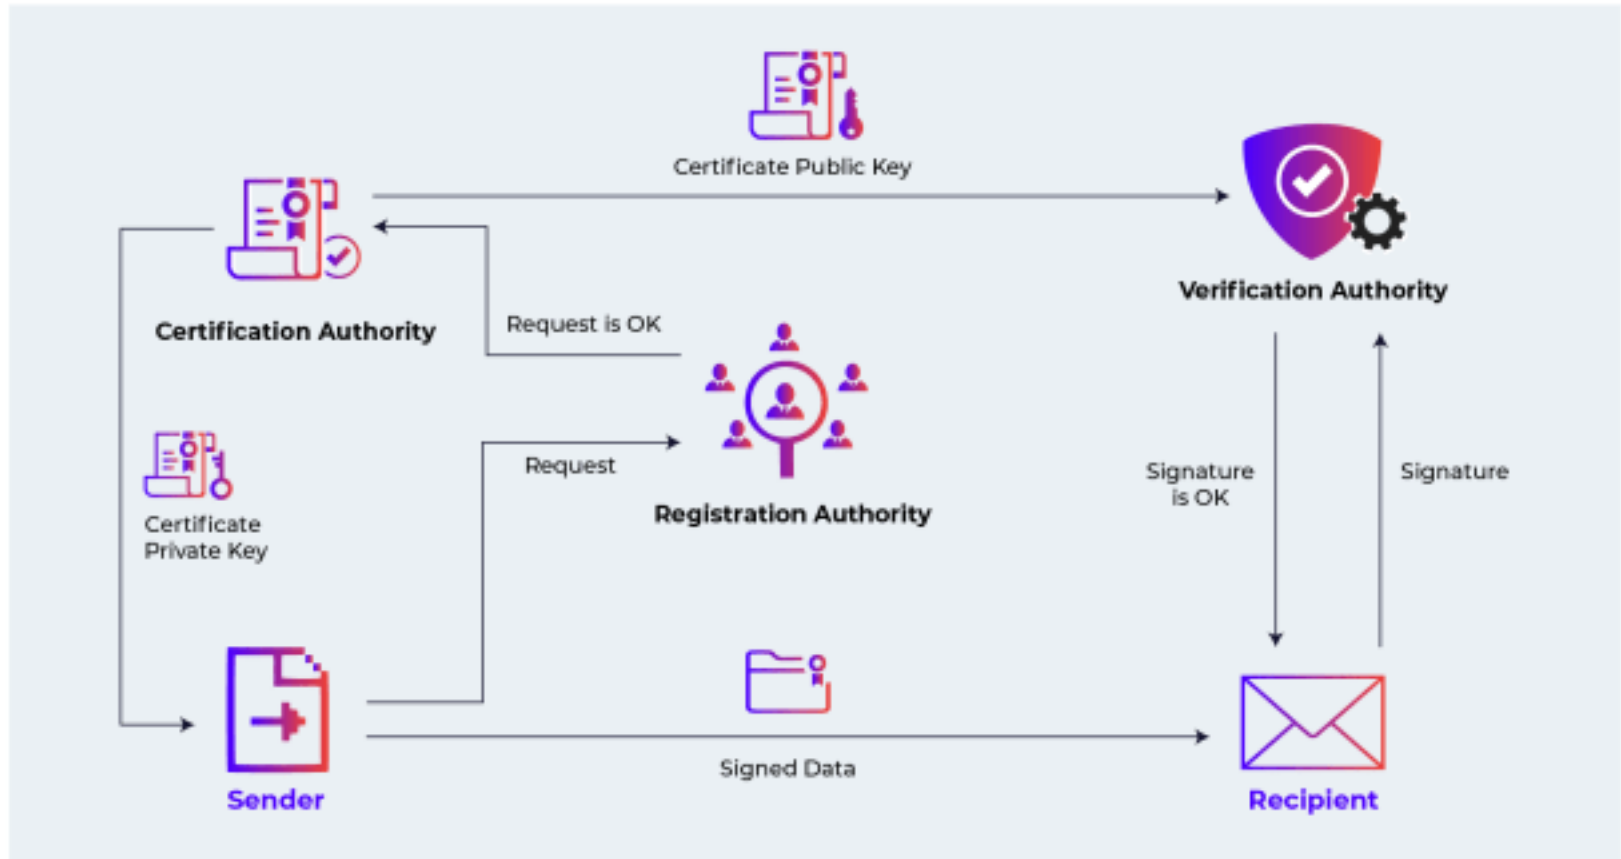 Certificate Public Key
Verification Authority
Certification Authority
Request is OK
Request
Registration Authority
Signature
is OK
Signature
Certificate
Private Key
Signed Data
Sender
Recipient